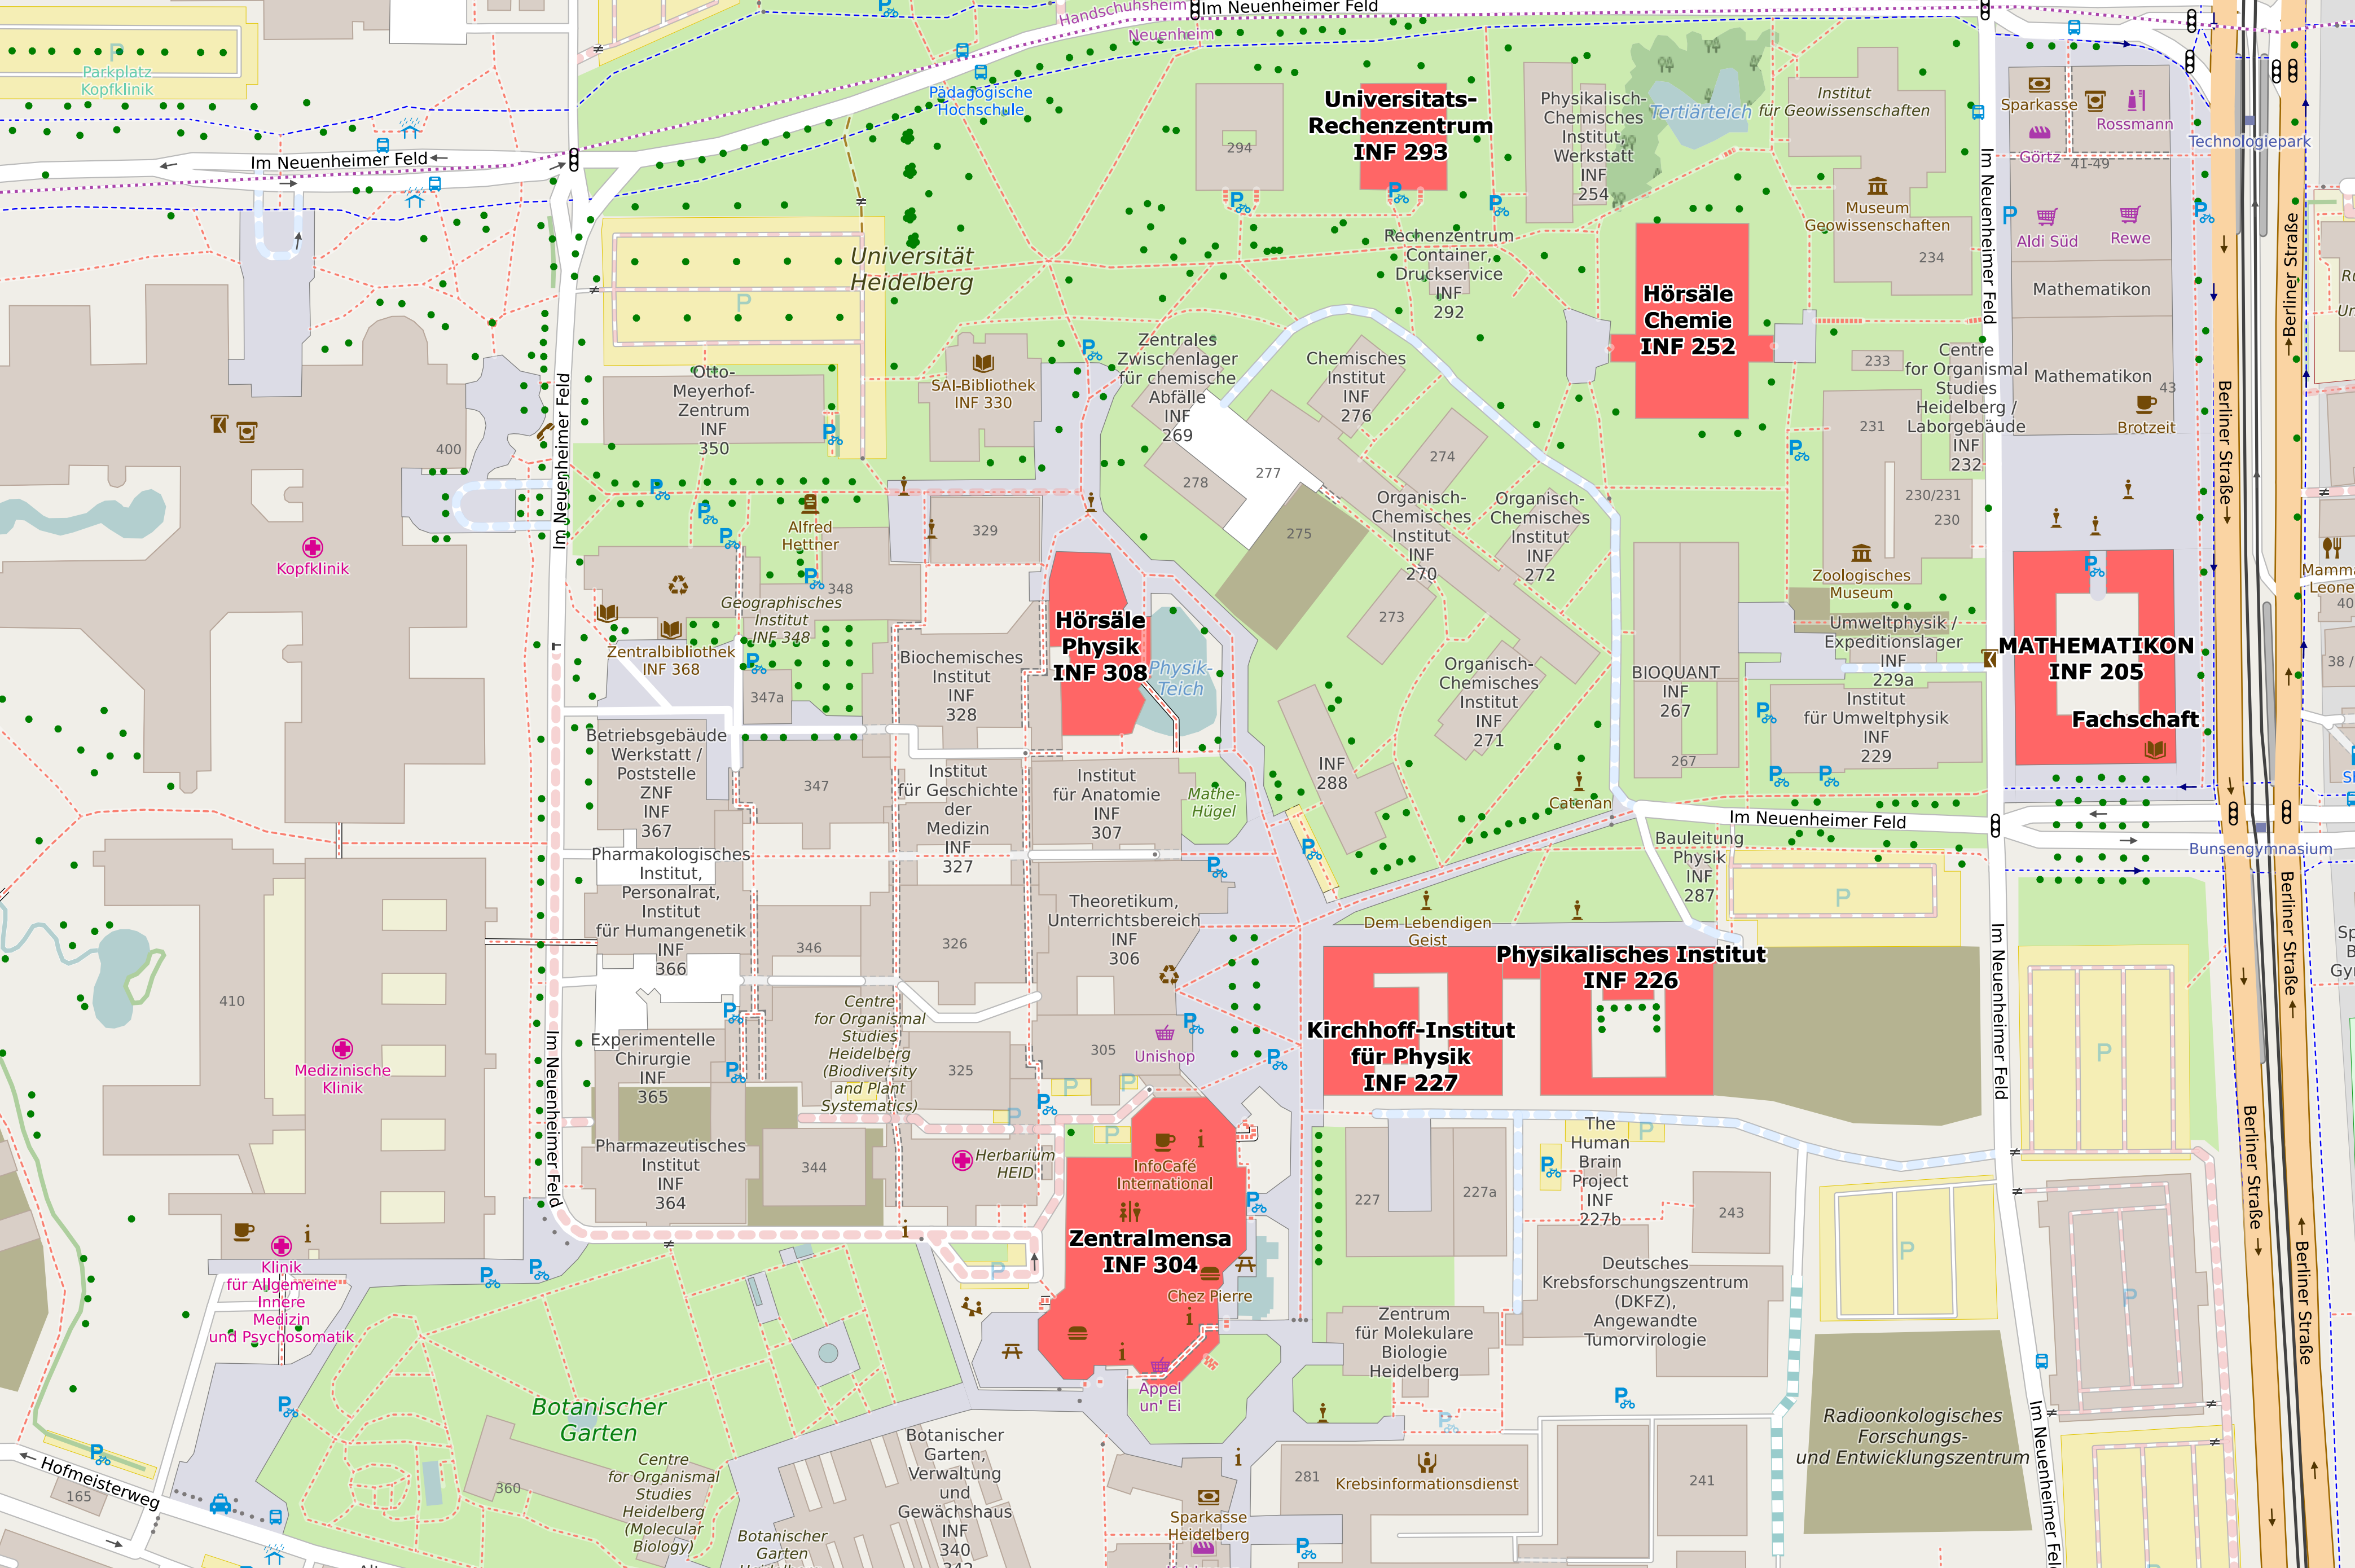 Im Neuenheimer Feld
Handschuhsheim
Neuenheim
P
Parkplatz
Kopfklinik
Pädagogische
Hochschule
Im Neuenheimer Feld
Universitats-
Rechenzentrum
INF 293
294
Physikalisch-
Chemisches
Institut,
Werkstatt
INF
254
Tertiärteich
Institut
für Geowissenschaften
Museum
Geowissenschaften
234
Sparkasse
Rossmann
Görtz
41-49
Technologiepark
Aldi Süd
Rewe
Mathematikon
Mathematikon
43
Brotzeit
Im Neuenheimer Feld
Berliner Straße
Berliner Straße
Universität
Heidelberg
Rechenzentrum
Container,
Druckservice
INF
292
Hörsäle
Chemie
INF 252
P
Otto-
Meyerhof-
Zentrum
INF
350
SAI-Bibliothek
INF 330
Zentrales
Zwischenlager
für chemische
Abfälle
INF
269
Chemisches
Institut
INF
276
233
Centre
for Organismal
Studies
Heidelberg /
Laborgebäude
INF
232
231
230/231
230
400
Im Neuenheimer Feld
278
277
274
275
Organisch-
Chemisches
Institut
INF
270
Organisch-
Chemisches
Institut
INF
272
273
Organisch-
Chemisches
Institut
INF
271
Kopfklinik
Alfred
Hettner
329
348
Geographisches
Institut
INF 348
Zentralbibliothek
INF 368
347a
Biochemisches
Institut
INF
328
Hörsäle
Physik
INF 308
Physik-
Teich
Zoologisches
Museum
Umweltphysik /
Expeditionslager
INF
229a
BIOQUANT
INF
267
267
Institut
für Umweltphysik
INF
229
MATHEMATIKON
INF 205
Fachschaft
Mamma
Leone
40
38 /
Betriebsgebäude
Werkstatt /
Poststelle
ZNF
INF
367
347
Institut
für Geschichte
der
Medizin
INF
327
Institut
für Anatomie
INF
307
Mathe-
Hügel
INF
288
Catenan
Im Neuenheimer Feld
Bunsengymnasium
Bauleitung
Physik
INF
287
P
Pharmakologisches
Institut,
Personalrat,
Institut
für Humangenetik
INF
366
346
326
Theoretikum,
Unterrichtsbereich
INF
306
Dem Lebendigen
Geist
Physikalisches Institut
INF 226
Kirchhoff-Institut
für Physik
INF 227
Im Neuenheimer Feld
Berliner Straße
P
410
Medizinische
Klinik
Im Neuenheimer Feld
Experimentelle
Chirurgie
INF
365
Centre
for Organismal
Studies
Heidelberg
(Biodiversity
and Plant
Systematics)
325
305
Unishop
P
P
P
P
Pharmazeutisches
Institut
INF
364
344
Herbarium
HEID
InfoCafé
International
Zentralmensa
INF 304
Chez Pierre
Appel
un' Ei
227
227a
The
Human
Brain
Project
INF
227b
P
243
Deutsches
Krebsforschungszentrum
(DKFZ),
Angewandte
Tumorvirologie
Zentrum
für Molekulare
Biologie
Heidelberg
P
P
Berliner Straße
Berliner Straße
Klinik
für Allgemeine
Innere
Medizin
und Psychosomatik
P
Botanischer
Garten
Centre
for Organismal
Studies
Heidelberg
(Molecular
Biology)
360
Botanischer
Garten,
Verwaltung
und
Gewächshaus
INF
340
342
Botanischer
Garten
Hofmeisterweg
165
Sparkasse
Heidelberg
281
Krebsinformationsdienst
241
Radioonkologisches
Forschungs-
und Entwicklungszentrum
Im Neuenheimer Feld
P